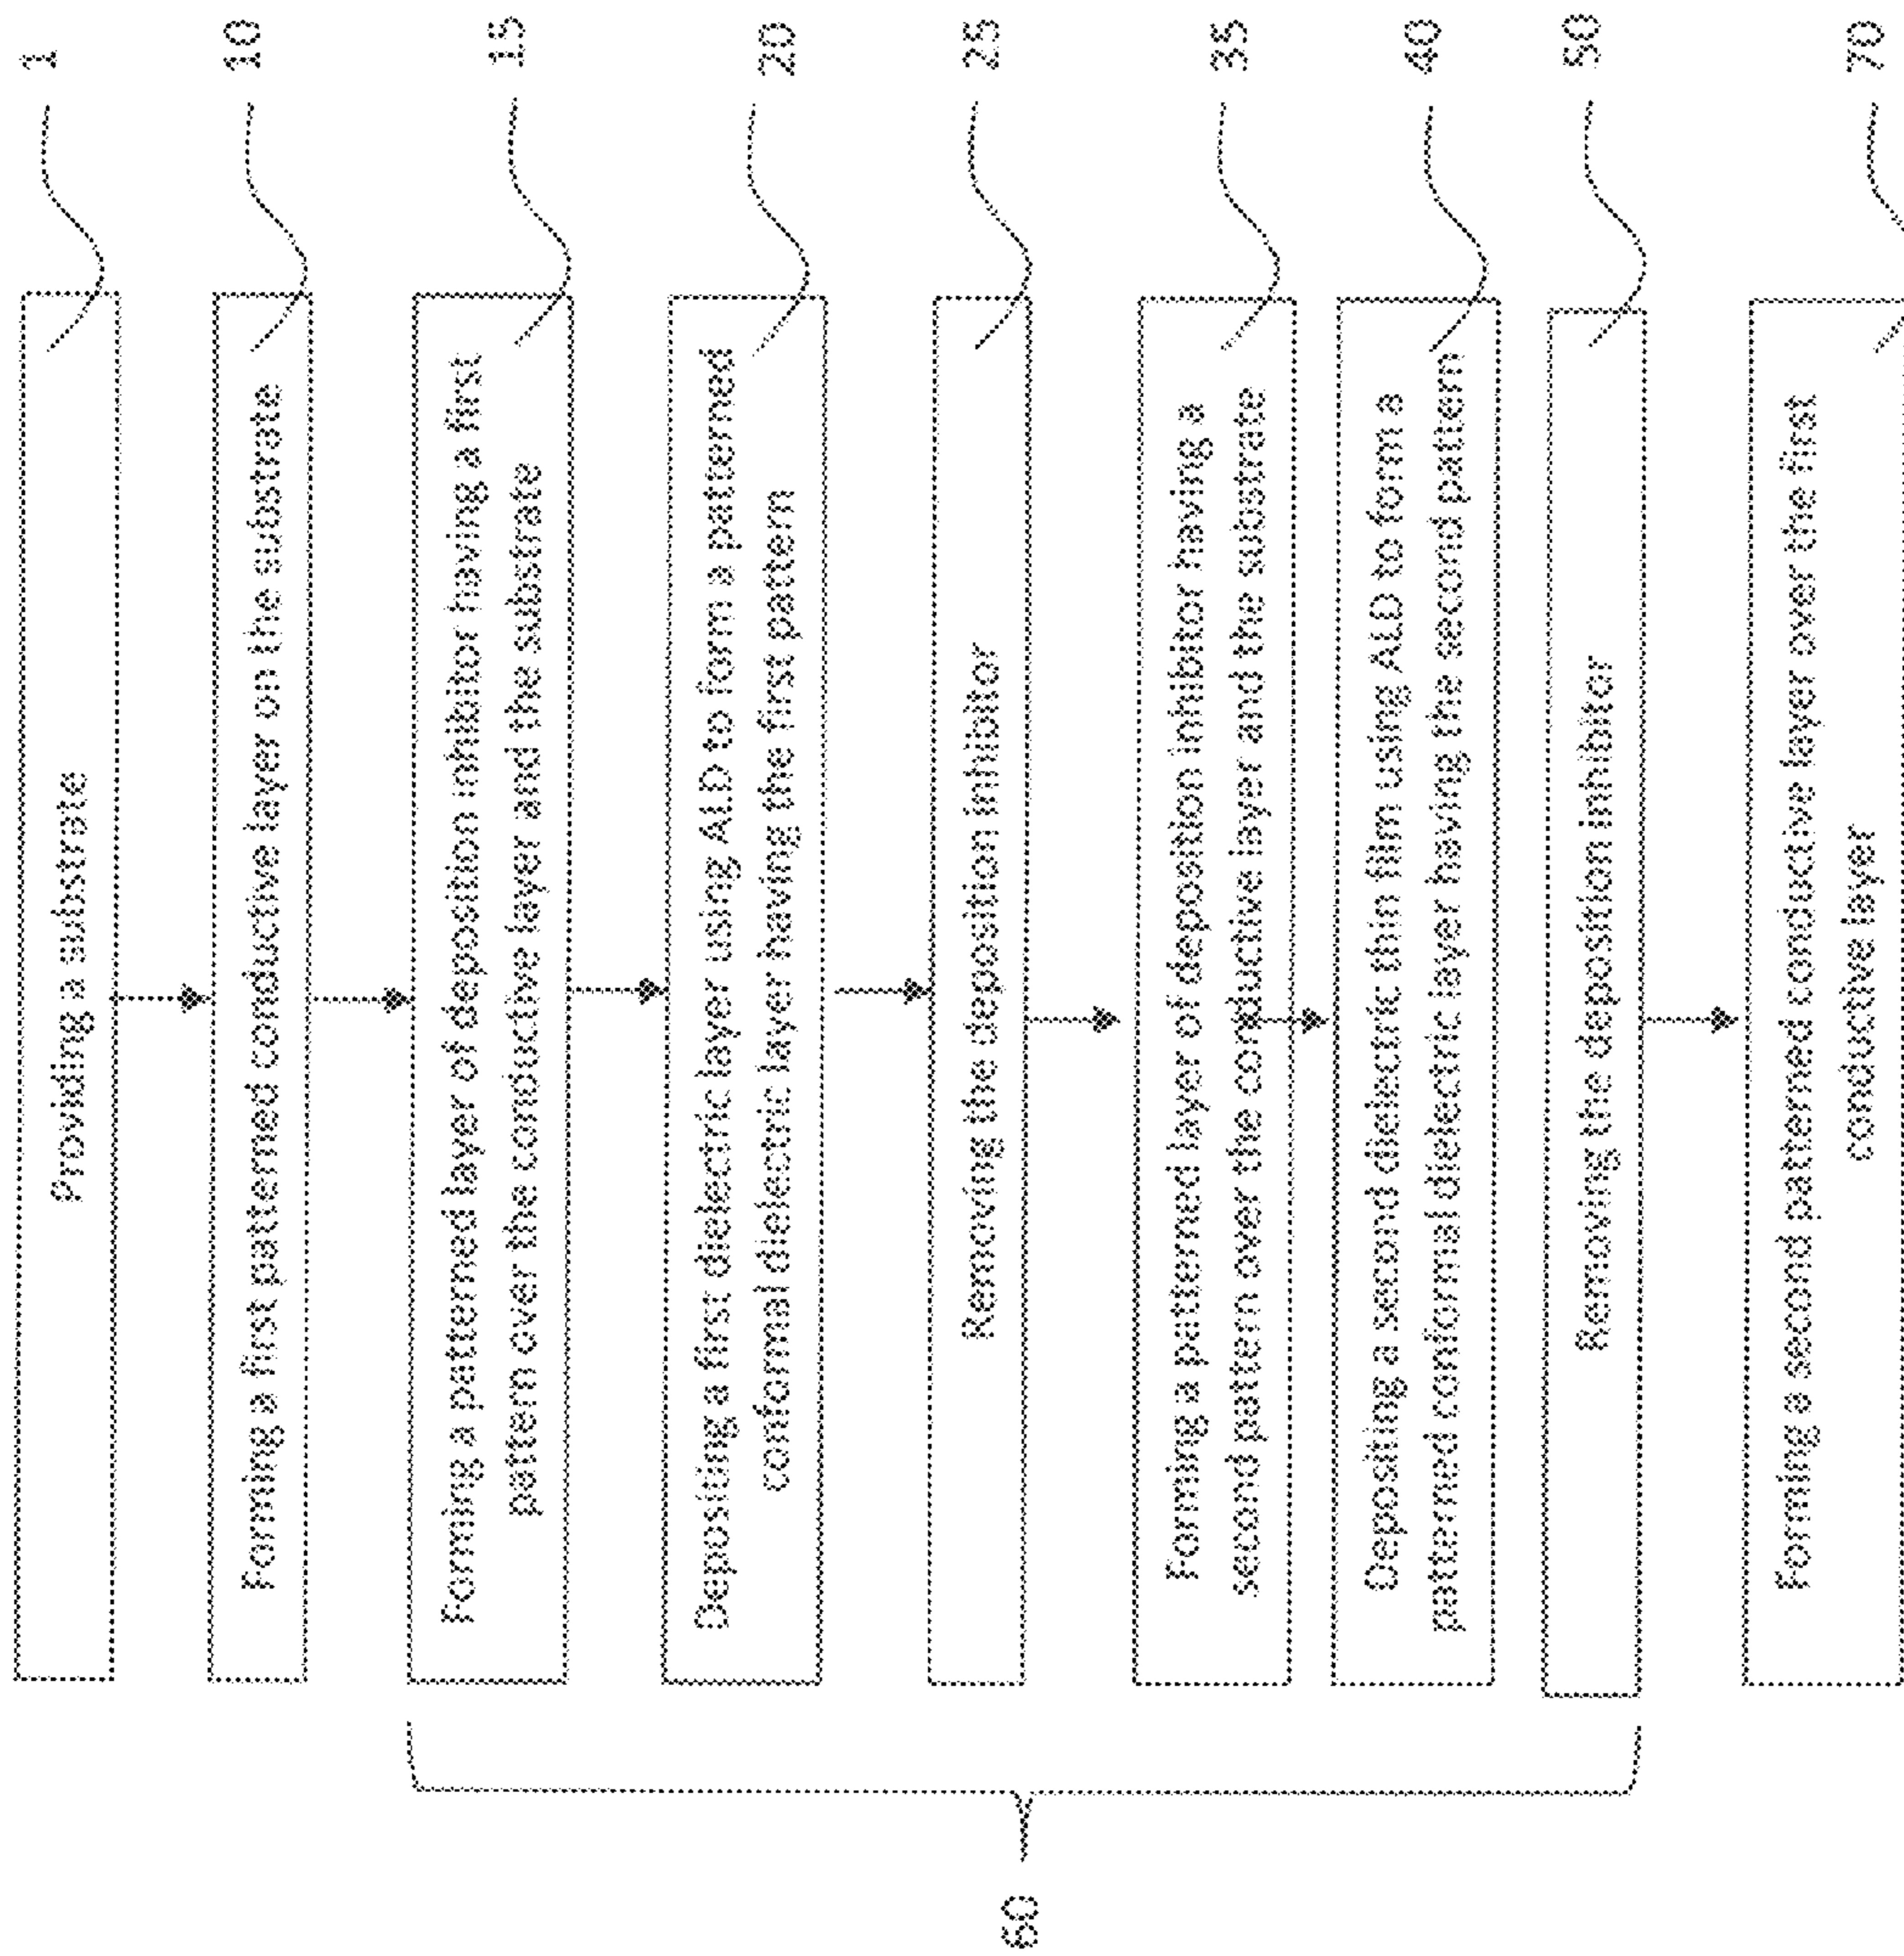 Providing a substrate
1
Forming a first patterned conductive layer on the substrate
10
Forming a patterned layer of deposition inhibitor having a first
pattern over the conductive layer and the substrate
15
Depositing a first dielectric layer using ALD to form a patterned
conformal dielectric layer having the first pattern
20
Removing the deposition inhibitor
25
Forming a patterned layer of deposition inhibitor having a
second pattern over the conductive layer and the substrate
35
Depositing a second dielectric thin film using ALD to form a
patterned conformal dielectric layer having the second pattern
40
Removing the deposition inhibitor
50
Forming a second patterned conductive layer over the first
conductive layer
70
60